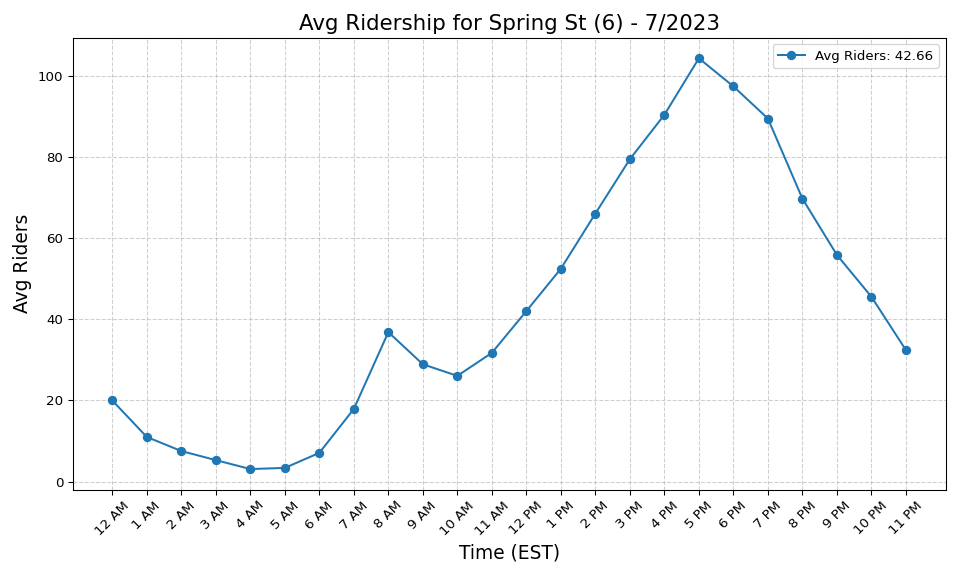 Avg Ridership for Spring St (6) - 7/2023
Avg Riders: 42.66
Avg Riders
100
80
60
40
20
0
12 AM
1 AM
2 AM
3 AM
4 AM
5 AM
6 AM
7 AM
8 AM
9 AM
10 AM
11 AM
12 PM
1 PM
2 PM
3 PM
4 PM
5 PM
6 PM
7 PM
8 PM
9 PM
10 PM
11 PM
Time (EST)